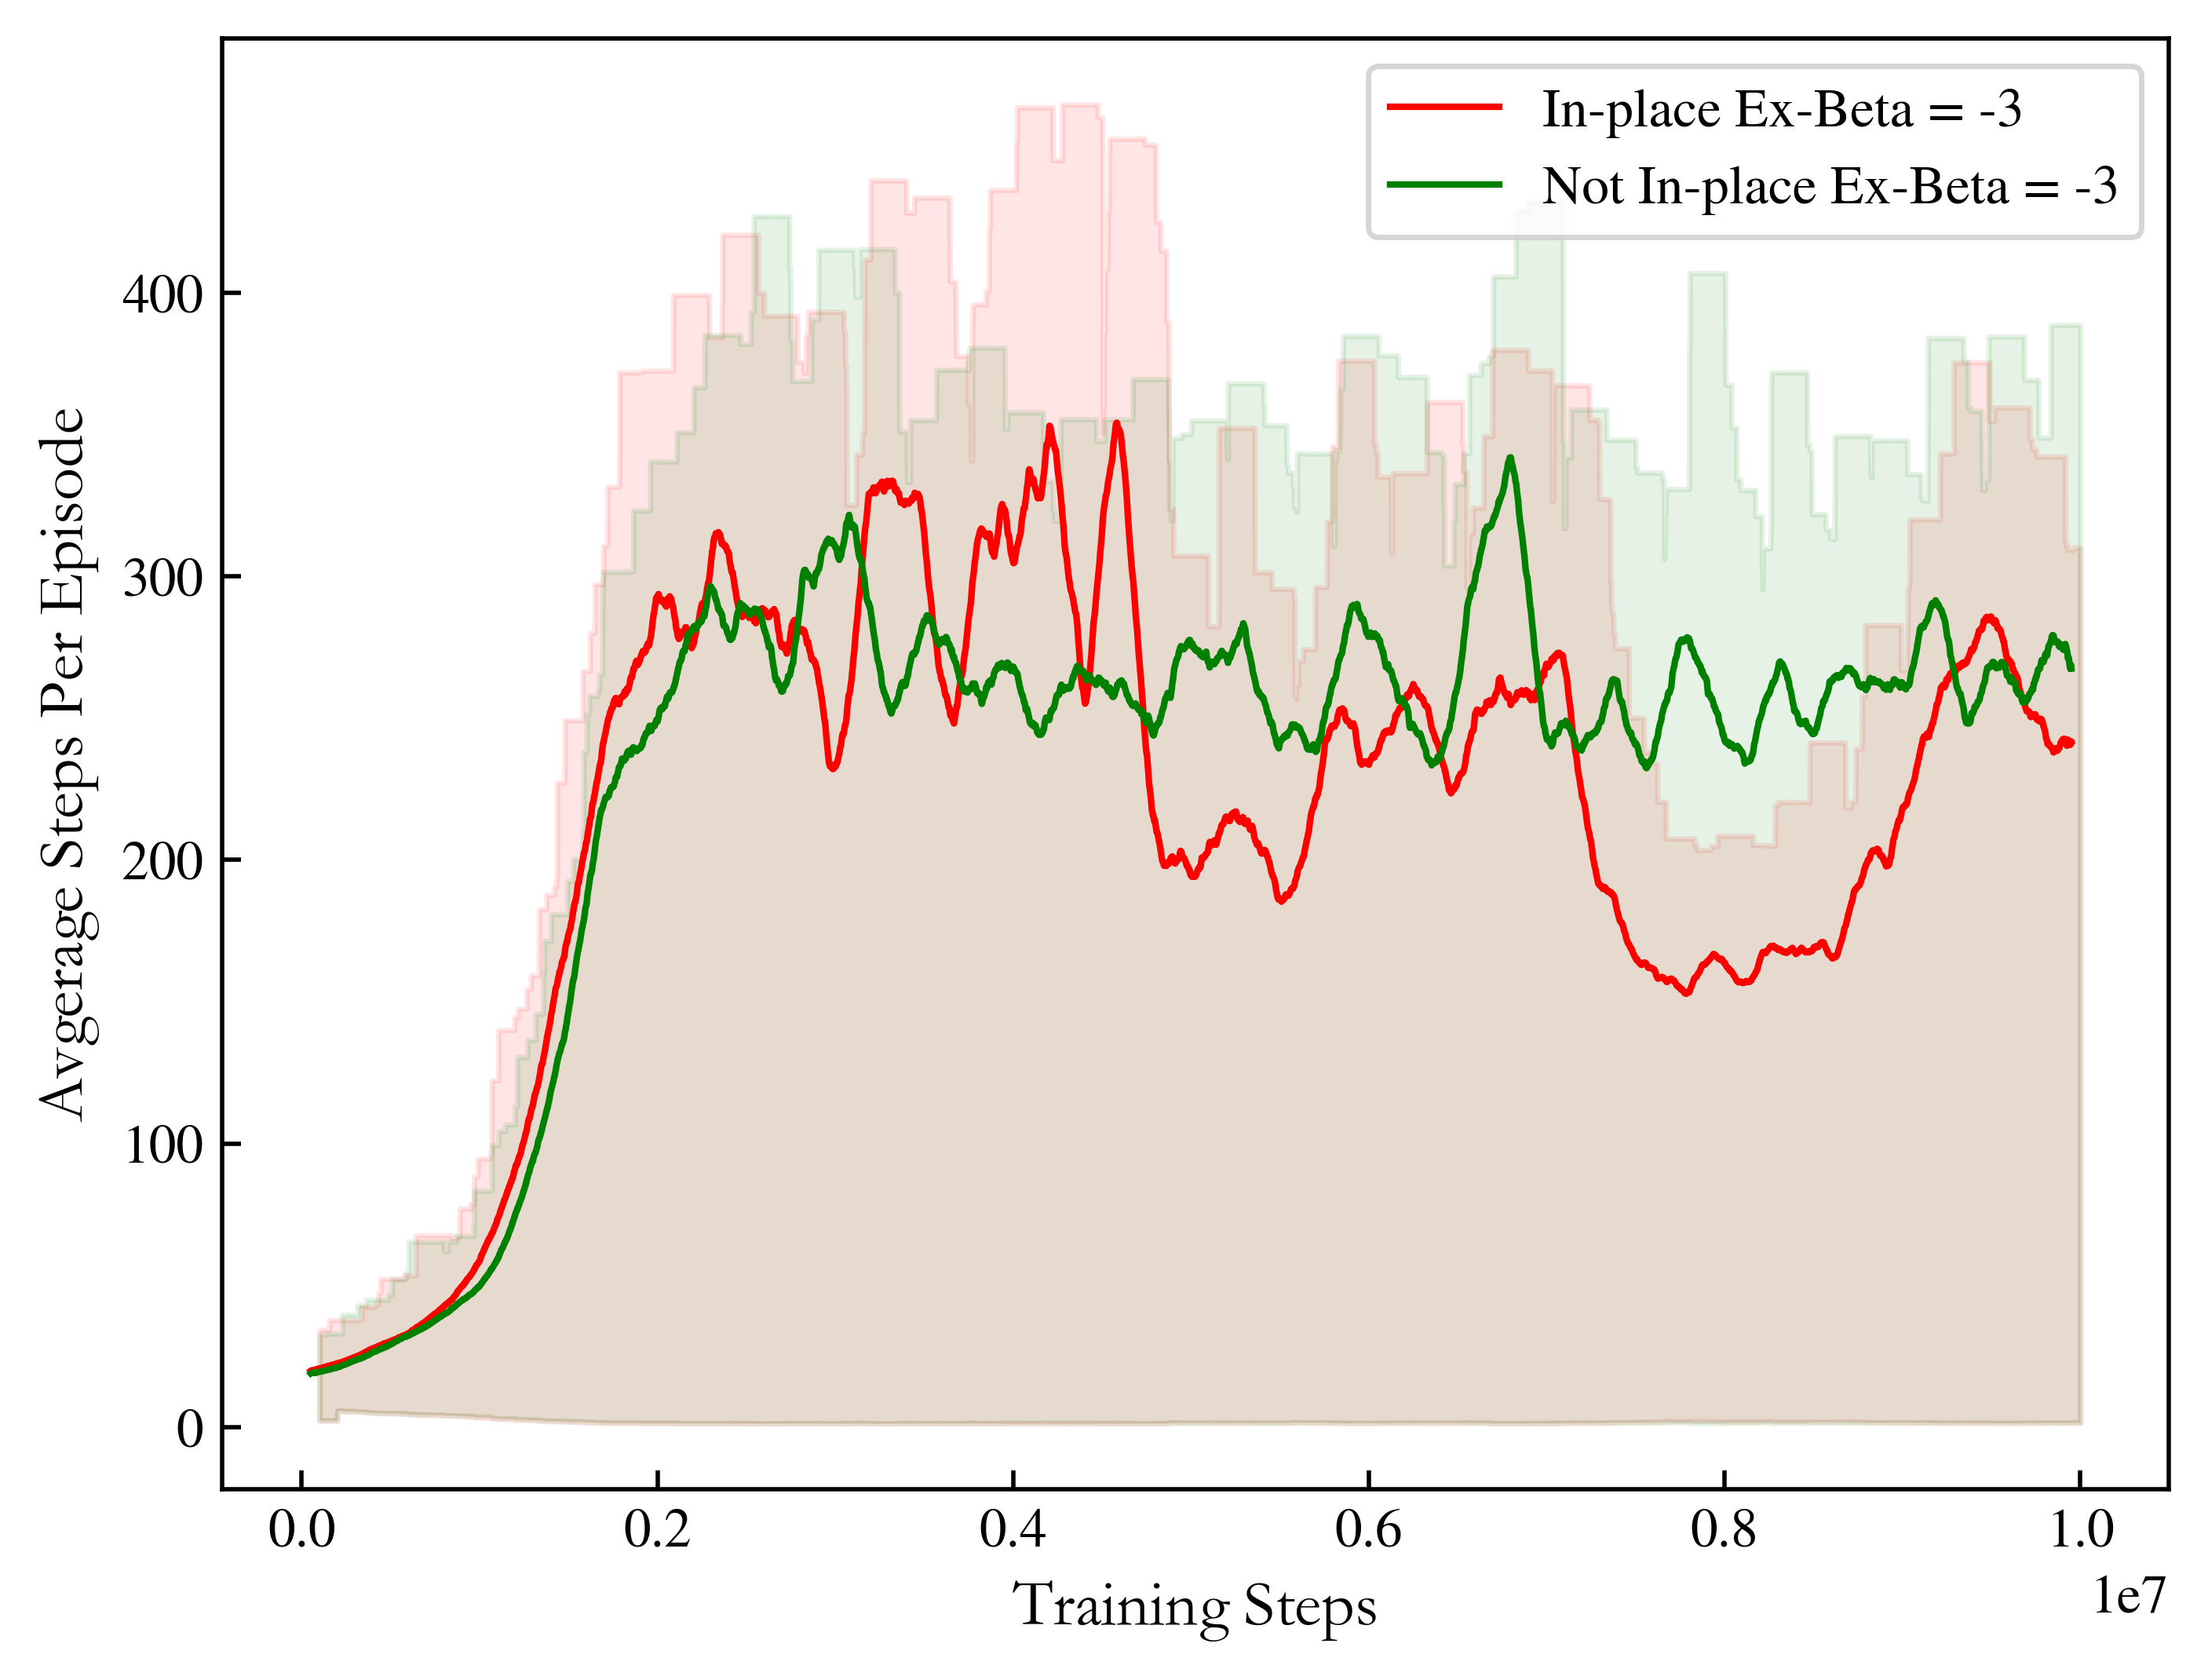 In-place Ex-Beta = -3
Not In-place Ex-Beta = -3
Avgerage Steps Per Episode
400
300
200
100
0
0.0 0.2 0.4 0.6 0.8 1.0
1e7
Training Steps